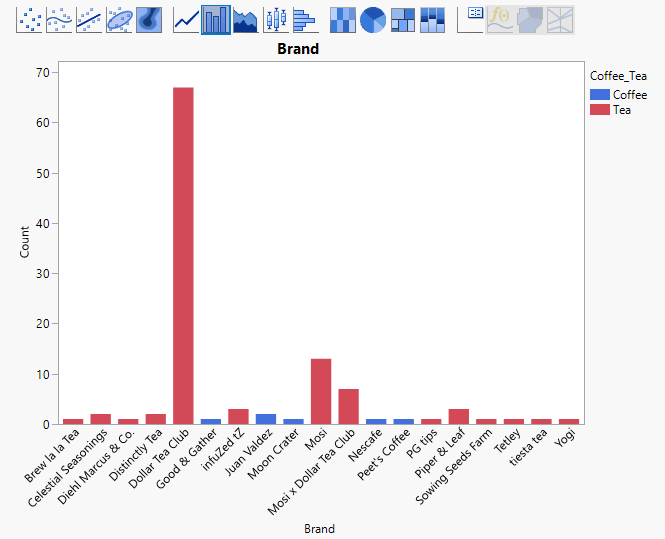 Brand
Coffee_Tea
Coffee
Tea
70
60
50
40
30
20
10
0
Count
Brew la la Tea
Celestial Seasonings
Diehl Marcus & Co.
Distinctly Tea
Dollar Tea Club
Good & Gather
infuZed tZ
Juan Valdez
Moon Crater
Mosi
Mosi x Dollar Tea Club
Nescafe
Peet's Coffee
PG tips
Piper & Leaf
Sowing Seeds Farm
Tetley
tiesta tea
Yogi
Brand